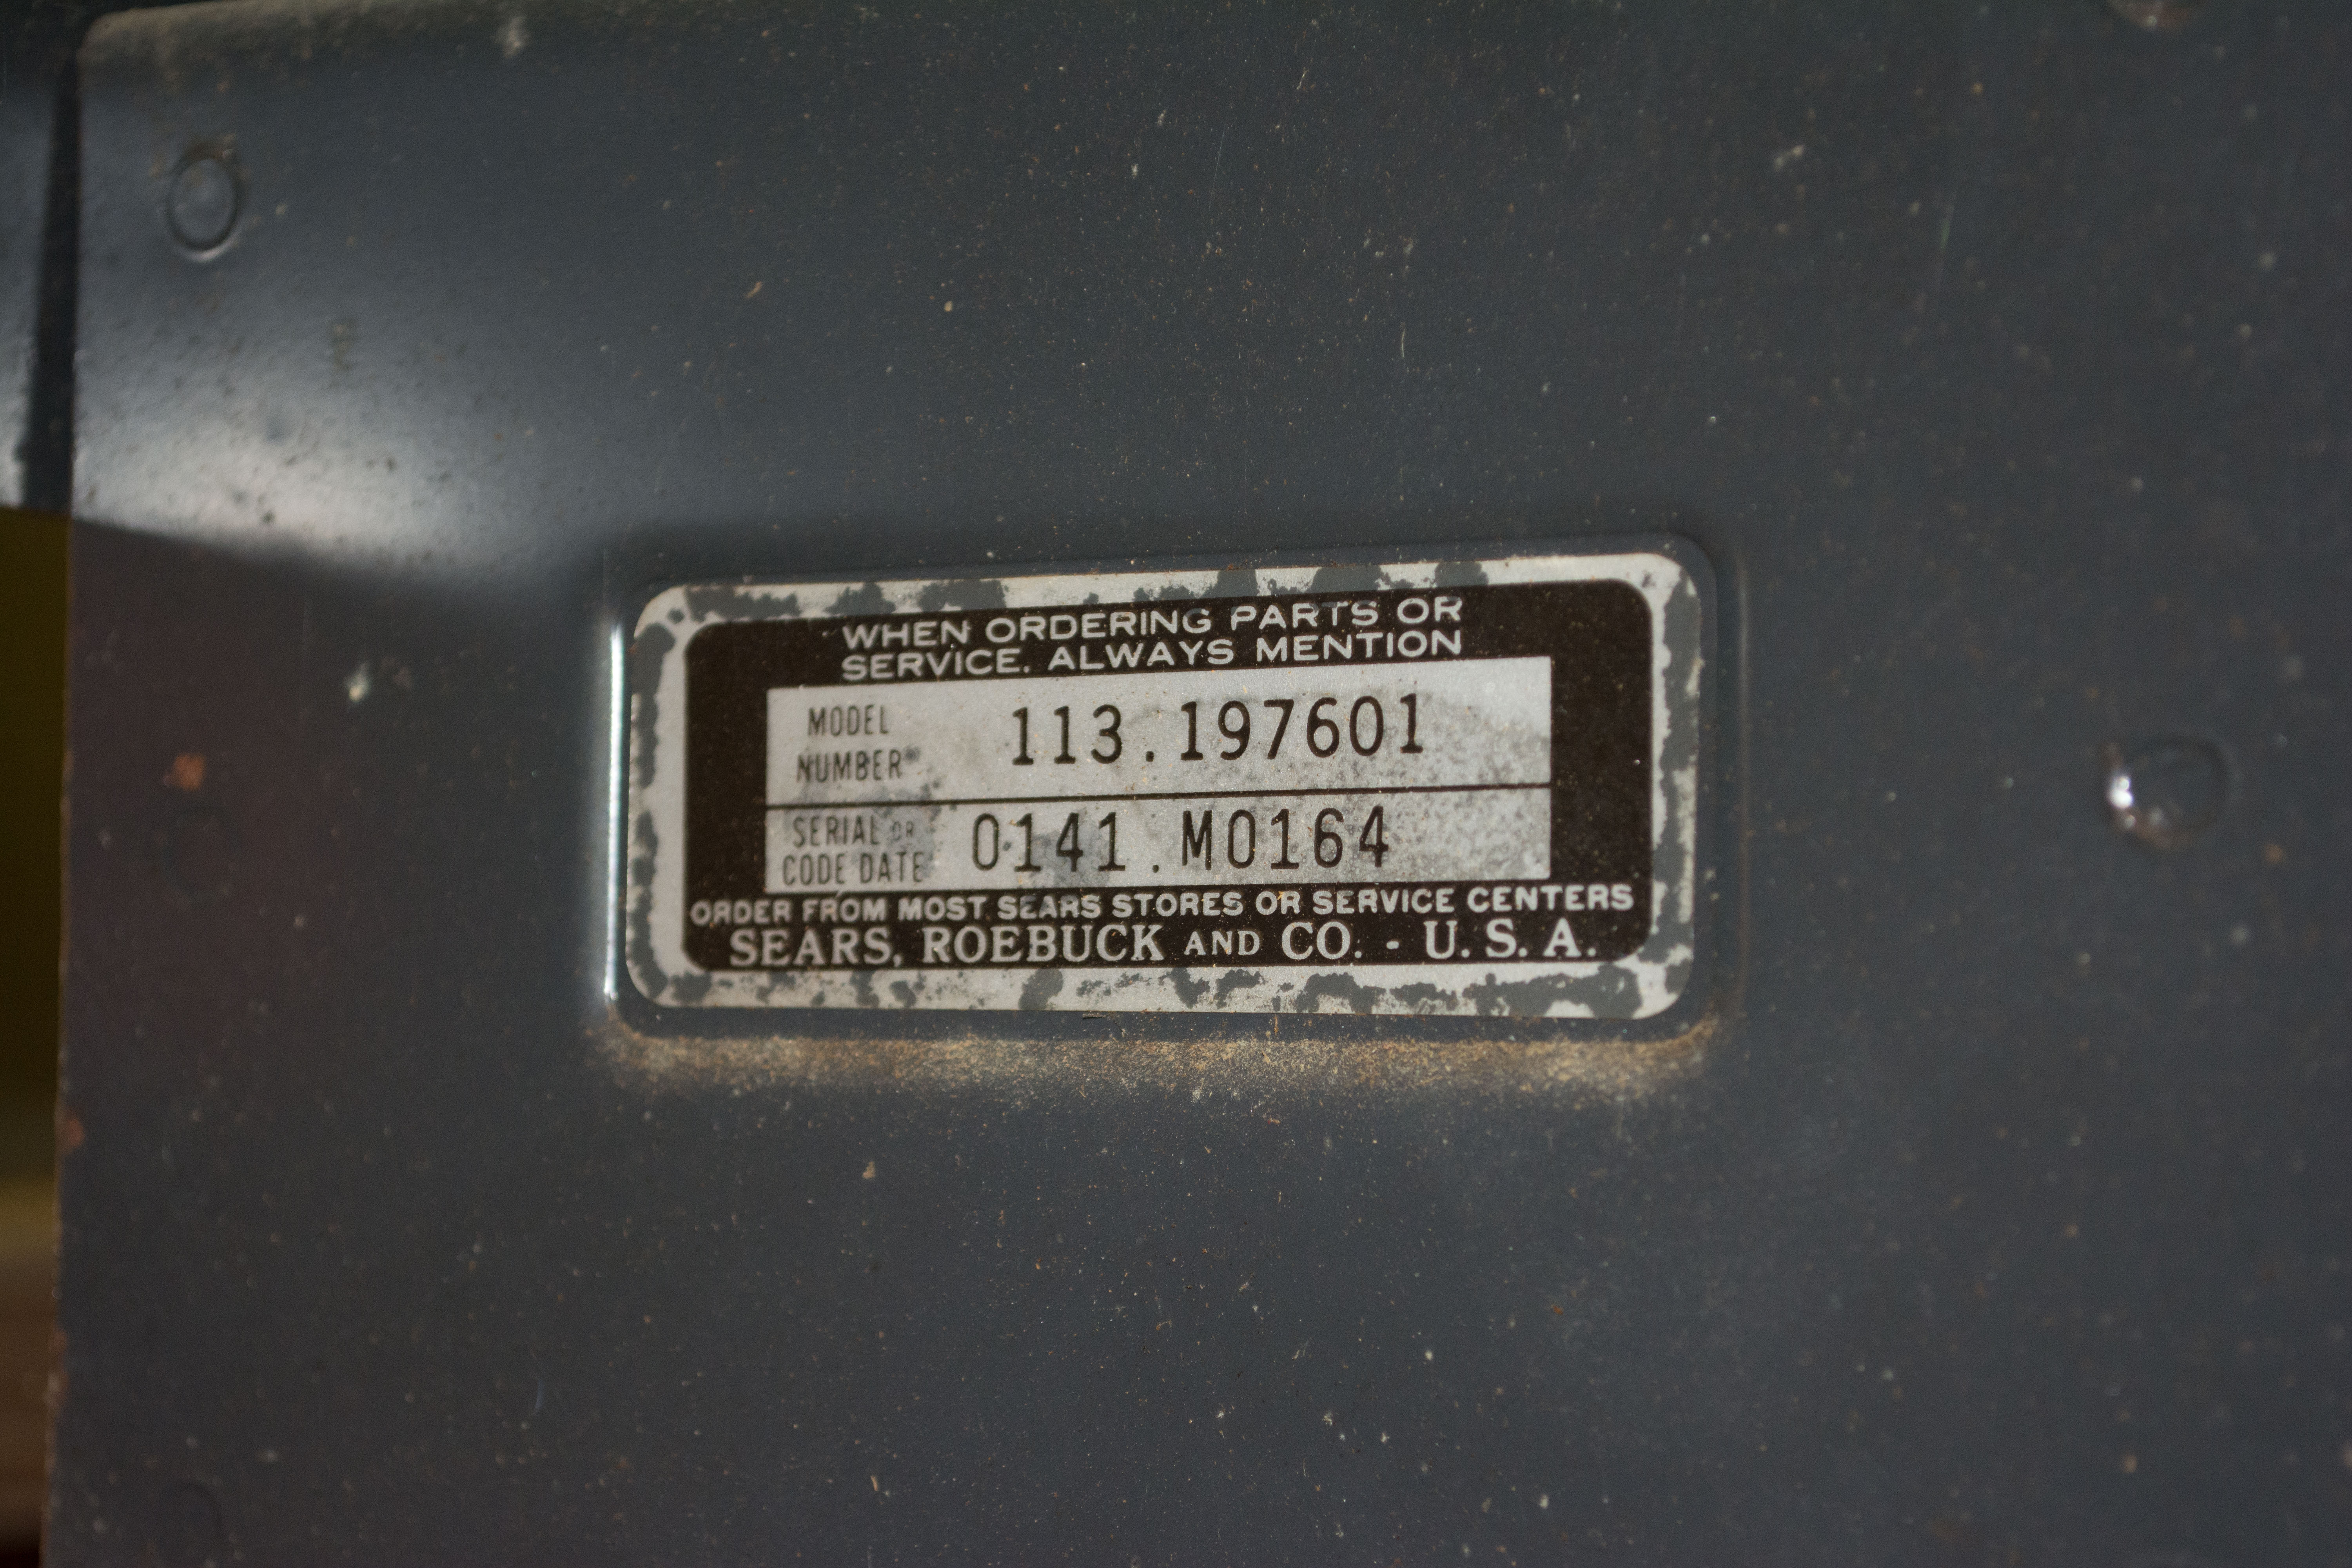 WHEN ORDERING PARTS OR
SERVICE, ALWAYS MENTION
MODEL
NUMBER
113.197601
SERIAL OR
CODE DATE
0141.M0164
ORDER FROM MOST SEARS STORES OR SERVICE CENTERS
SEARS, ROEBUCK AND CO. - U.S.A.